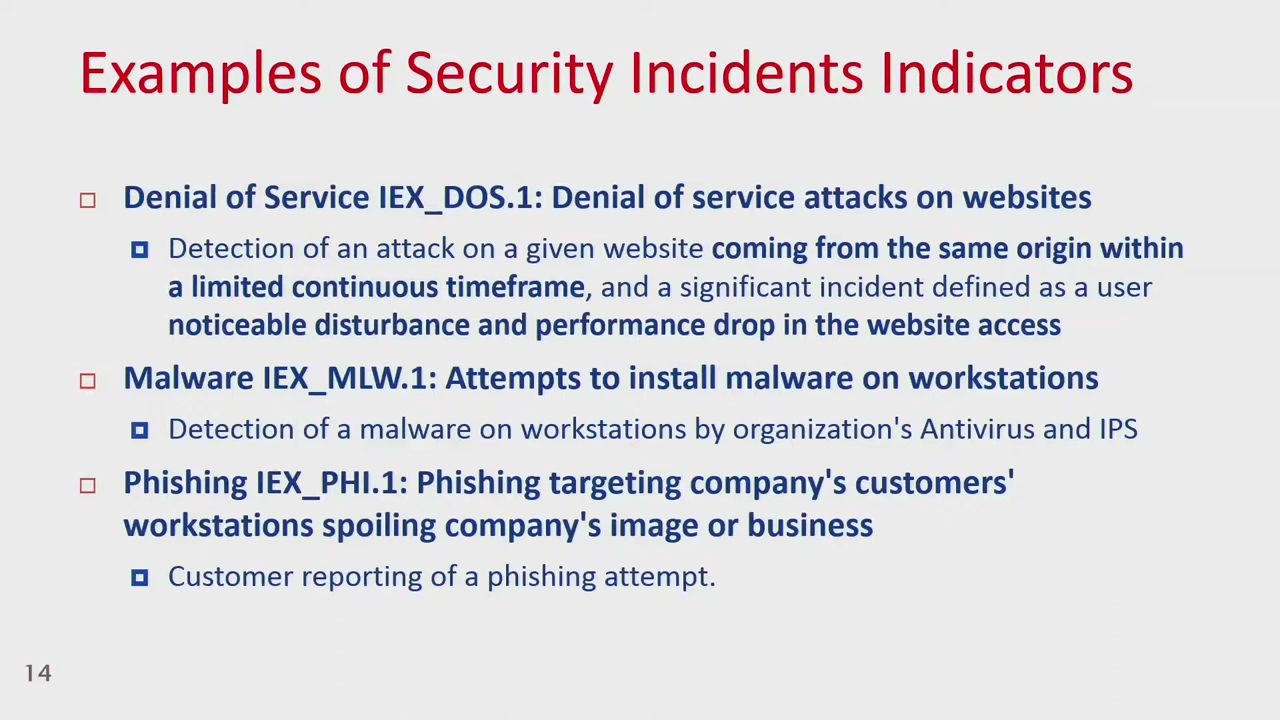 Examples of Security Incidents Indicators
Denial of Service IEX_DOS.1: Denial of service attacks on websites
Detection of an attack on a given website coming from the same origin within
a limited continuous timeframe, and a significant incident defined as a user
noticeable disturbance and performance drop in the website access
Malware IEX_MLW.1: Attempts to install malware on workstations
Detection of a malware on workstations by organization's Antivirus and IPS
Phishing IEX_PHI.1: Phishing targeting company's customers'
workstations spoiling company's image or business
Customer reporting of a phishing attempt.
14